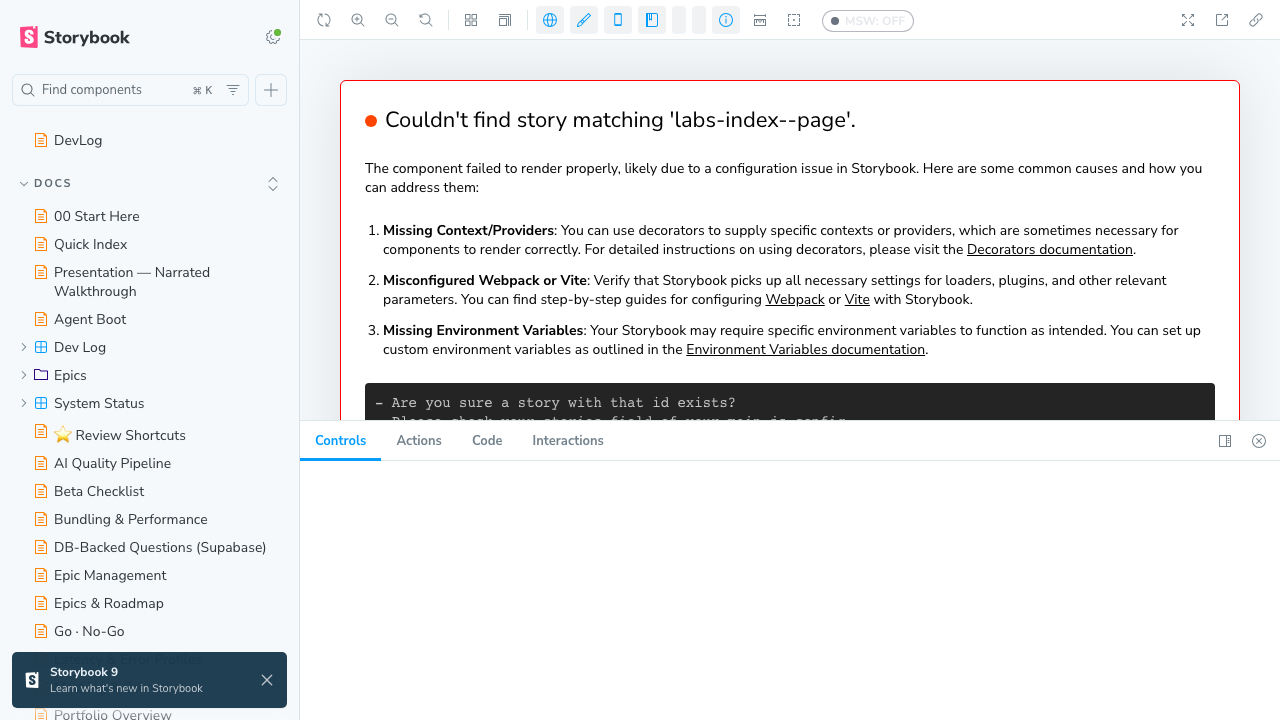 Storybook
Find components
⌘ K
DevLog
DOCS
00 Start Here
Quick Index
Presentation — Narrated
Walkthrough
Agent Boot
Dev Log
Epics
System Status
⭐ Review Shortcuts
AI Quality Pipeline
Beta Checklist
Bundling & Performance
DB-Backed Questions (Supabase)
Epic Management
Epics & Roadmap
Go · No-Go
Storybook 9
Learn what's new in Storybook
Portfolio Overview
MSW: OFF
Couldn't find story matching 'labs-index--page'.
The component failed to render properly, likely due to a configuration issue in Storybook. Here are some common causes and how you
can address them:
1. Missing Context/Providers: You can use decorators to supply specific contexts or providers, which are sometimes necessary for
components to render correctly. For detailed instructions on using decorators, please visit the Decorators documentation.
2. Misconfigured Webpack or Vite: Verify that Storybook picks up all necessary settings for loaders, plugins, and other relevant
parameters. You can find step-by-step guides for configuring Webpack or Vite with Storybook.
3. Missing Environment Variables: Your Storybook may require specific environment variables to function as intended. You can set up
custom environment variables as outlined in the Environment Variables documentation.
- Are you sure a story with that id exists?
Controls
Actions
Code
Interactions